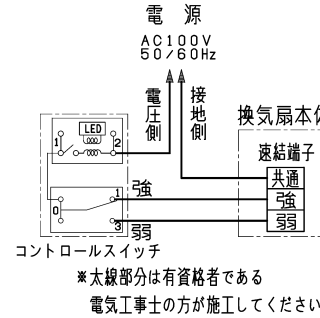 電 源
AC100V
50/60Hz
電圧側
接地側
LED
1
2
換気扇本体
速結端子
共通
強
弱
強
弱
0
1
3
コントロールスイッチ
※太線部分は有資格者である
電気工事士の方が施工してください